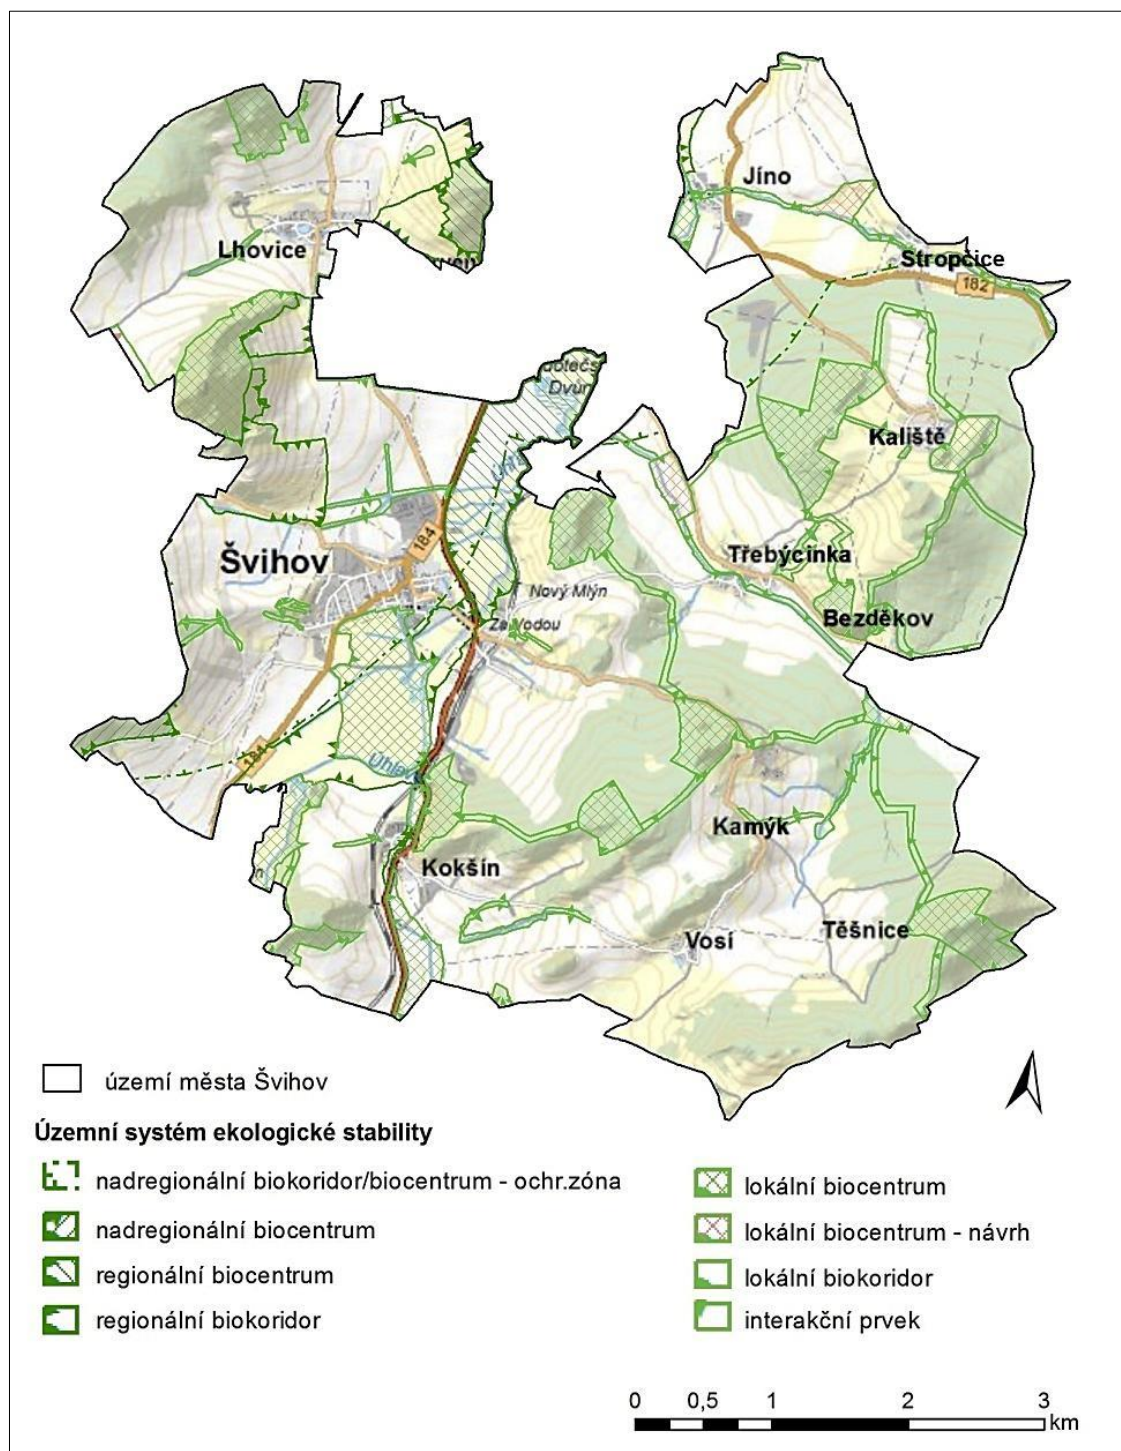 Jíno
Lhovice
Stropčice
182
Dvůr
Kaliště
184
Švihov
Třebýcinka
Nový Mlýn
Bezděkov
Za Vodou
184
Úhlava
Kamýk
Kokšín
Těšnice
Vosí
území města Švihov
Územní systém ekologické stability
nadregionální biokoridor/biocentrum - ochr.zóna
nadregionální biocentrum
regionální biocentrum
regionální biokoridor
lokální biocentrum
lokální biocentrum - návrh
lokální biokoridor
interakční prvek
0 0,5 1 2 3
km